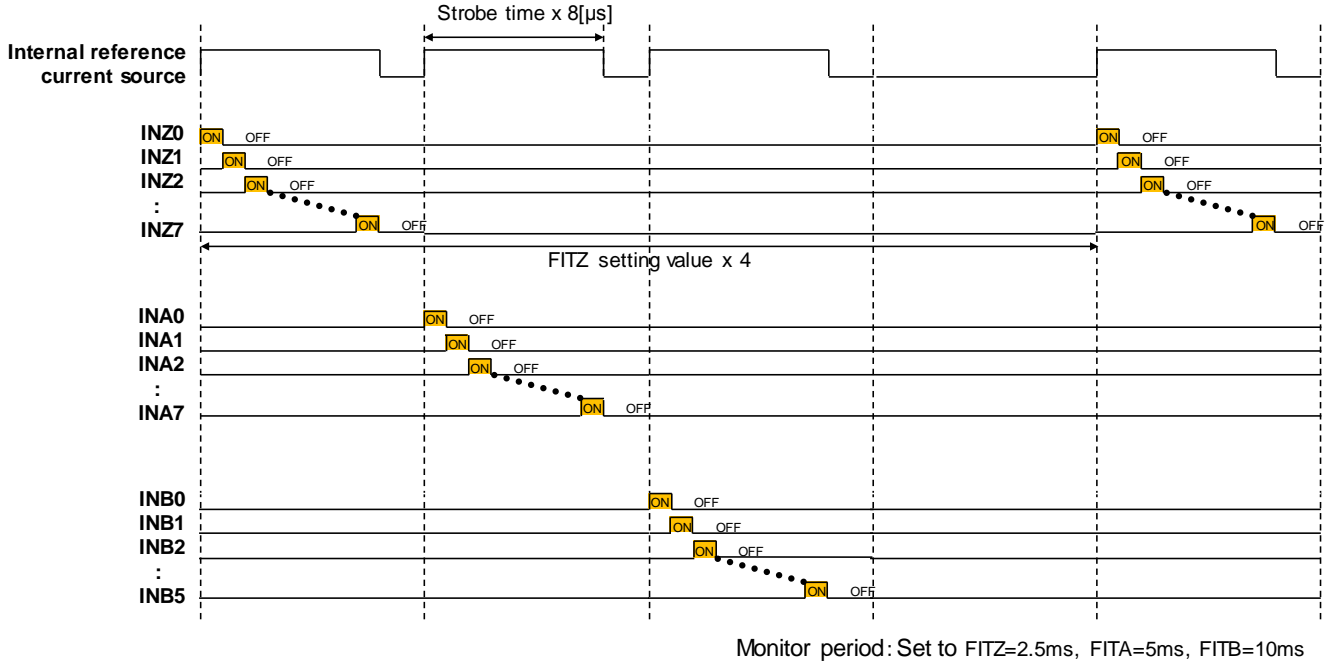 Strobe time x 8[μs]
Internal reference
current source
INZ0 ON OFF ON OFF
INZ1 ON OFF ON OFF
INZ2 ON OFF ON OFF
:
INZ7 ON OFF ON OFF
FITZ setting value x 4
INA0 ON OFF
INA1 ON OFF
INA2 ON OFF
:
INA7 ON OFF
INB0 ON OFF
INB1 ON OFF
INB2 ON OFF
:
INB5 ON OFF
Monitor period: Set to FITZ=2.5ms, FITA=5ms, FITB=10ms